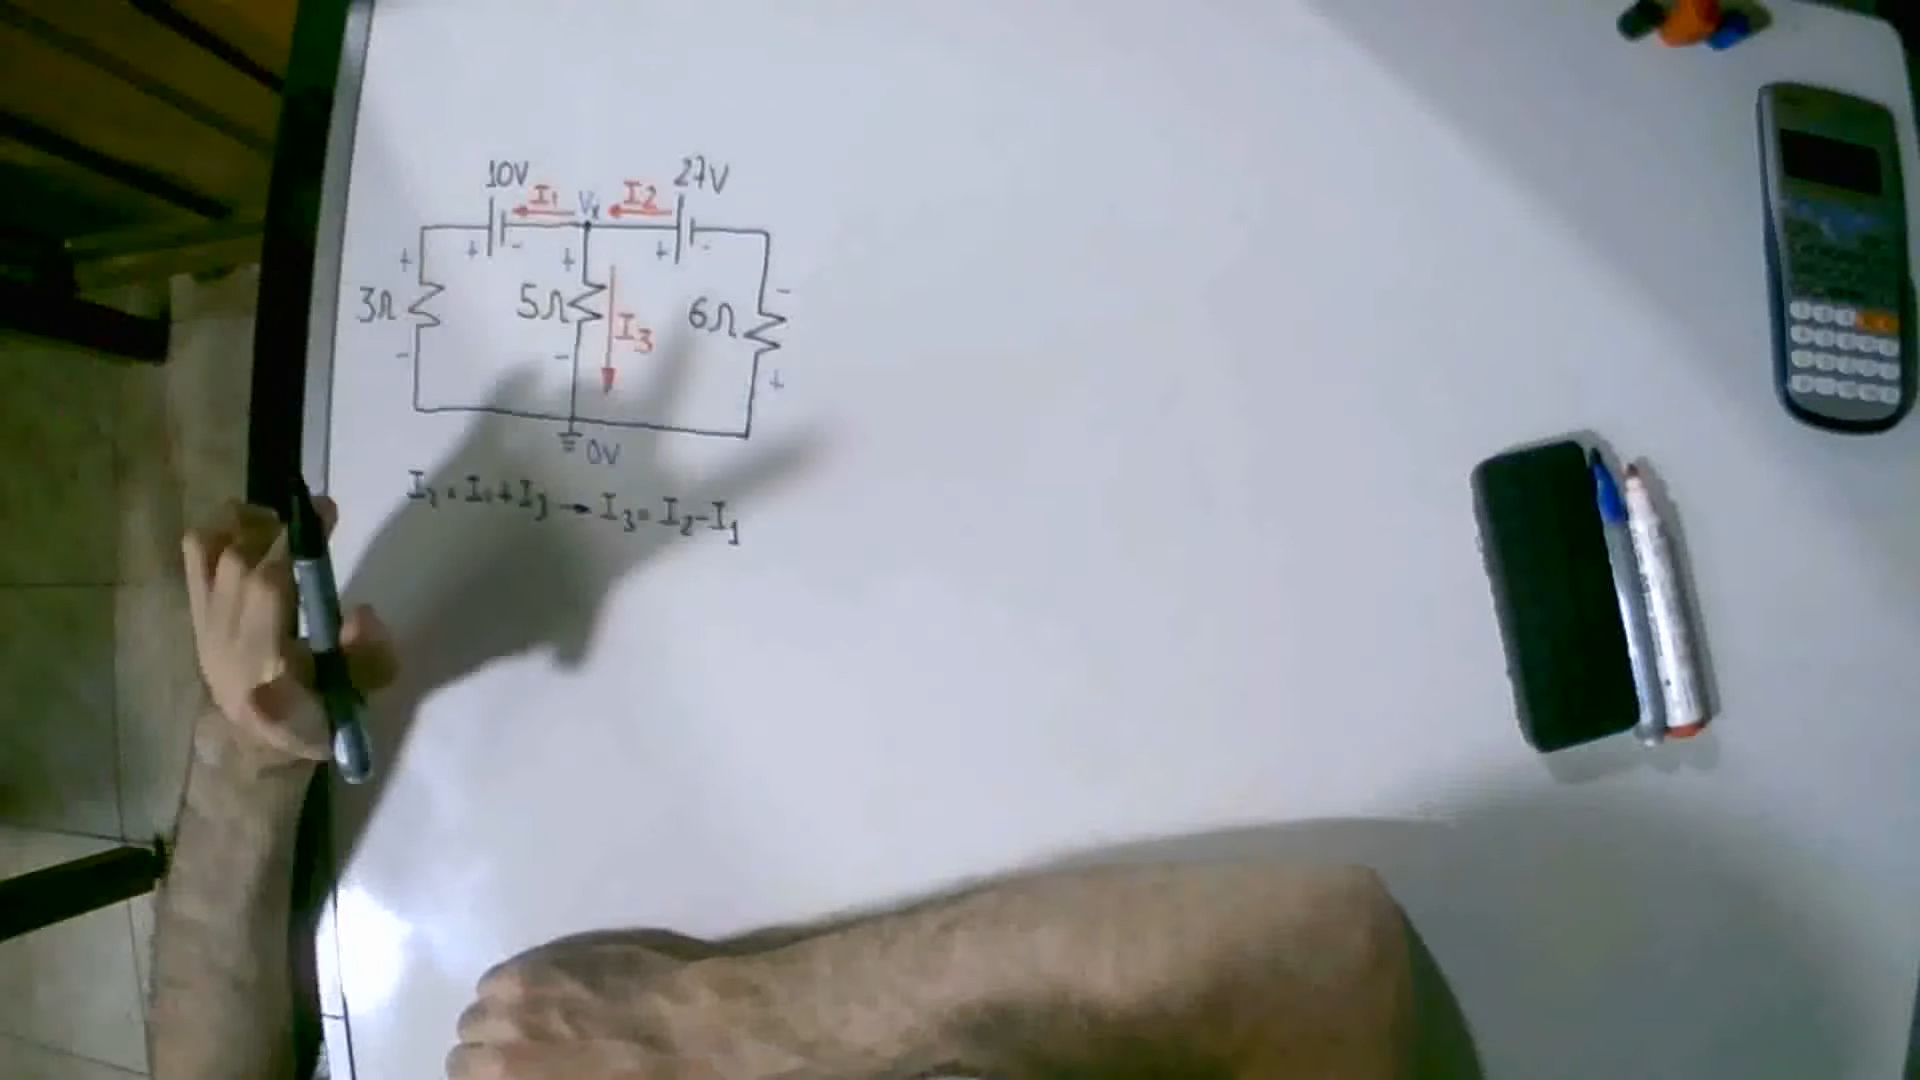 10V
27V
I1
Vx
I2
+
-
+
-
+
+
-
3Ω
5Ω
I3
6Ω
-
-
+
0V
I2=I1+I3→I3=I2-I1